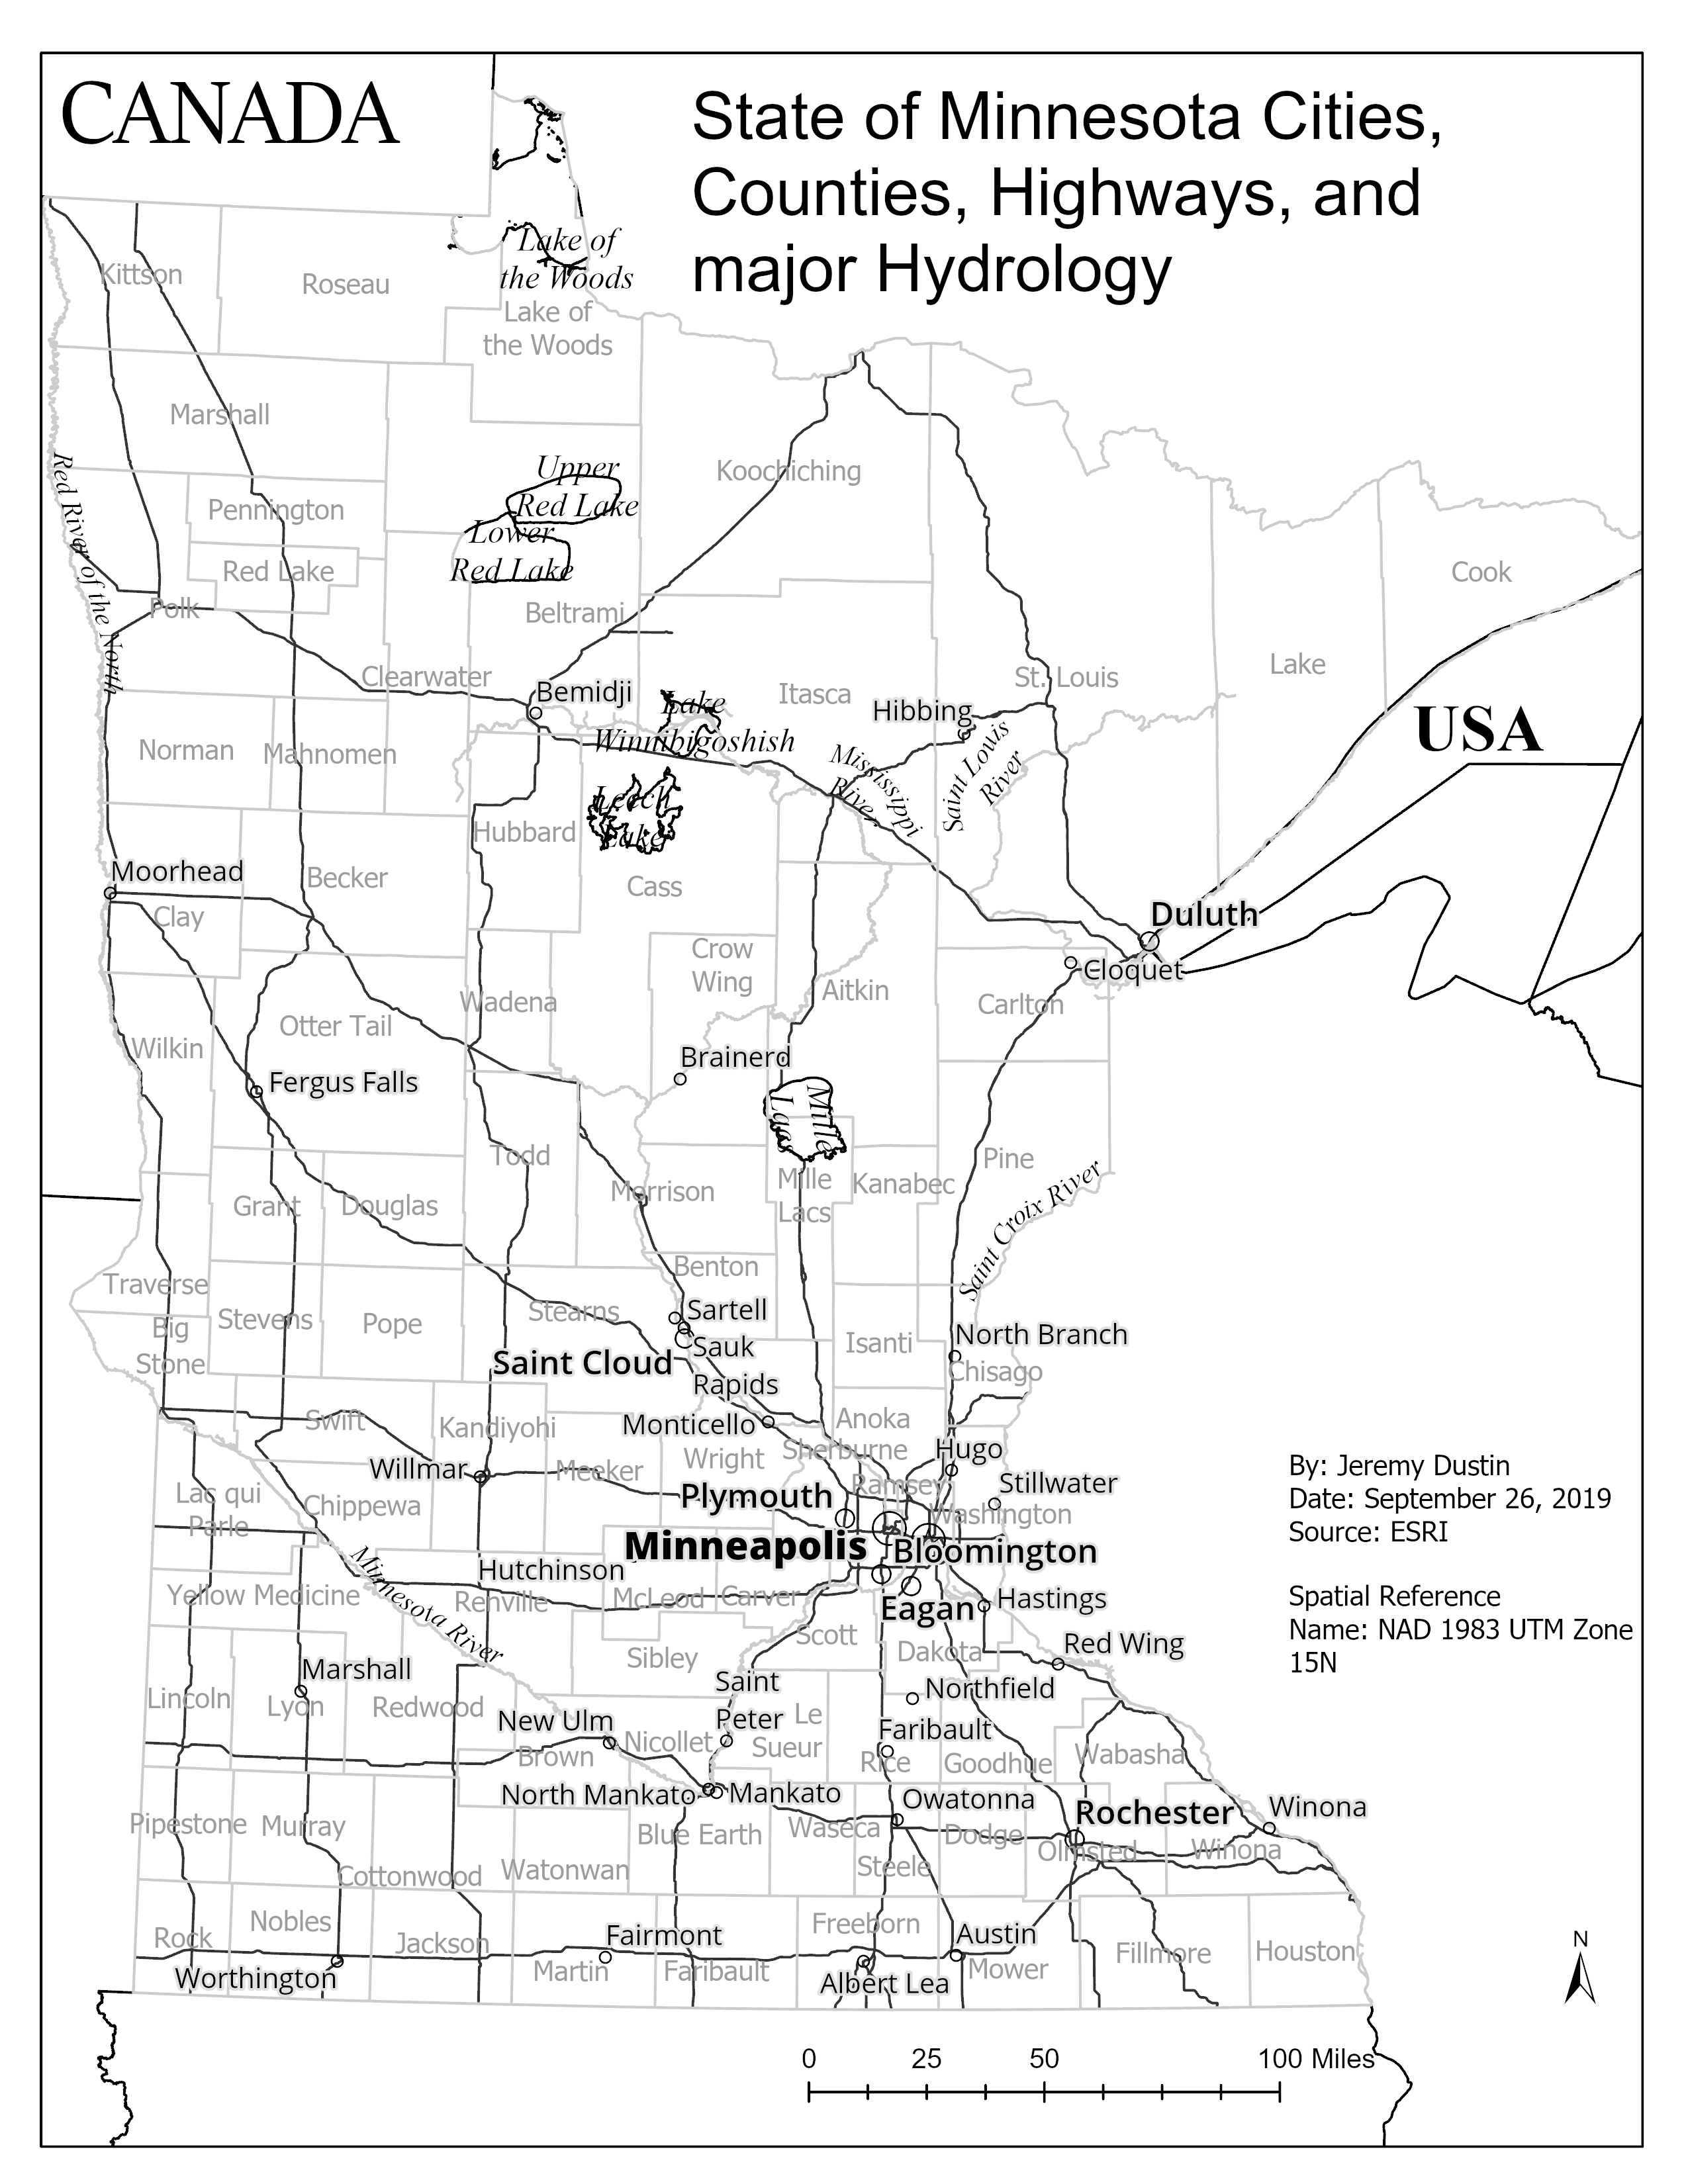 CANADA
State of Minnesota Cities,
Counties, Highways, and
major Hydrology
Lake of
the Woods
Kittson
Roseau
Lake of
the Woods
Marshall
Upper
Red Lake
Koochiching
Red River of the North
Pennington
Lower
Red Lake
Red Lake
Cook
Polk
Beltrami
Clearwater
Lake
St. Louis
Bemidji
Itasca
Lake
Hibbing
USA
Winnibigoshish
Norman
Mahnomen
Mississippi
River
Saint Louis
River
Leech
Lake
Hubbard
Moorhead
Becker
Cass
Clay
Duluth
Crow
Wing
Cloquet
Aitkin
Wadena
Carlton
Otter Tail
Wilkin
Brainerd
Fergus Falls
Mille
Lacs
Todd
Pine
Mille
Lacs
Kanabec
Morrison
Grant
Douglas
Saint Croix River
Benton
Traverse
Sartell
Stearns
Stevens
Pope
Big
Stone
Isanti
North Branch
Sauk
Rapids
Saint Cloud
Chisago
Anoka
Swift
Monticello
Kandiyohi
Sherburne
Hugo
Wright
Willmar
Meeker
Stillwater
Ramsey
Lac qui
Parle
Plymouth
Chippewa
Washington
By: Jeremy Dustin
Date: September 26, 2019
Source: ESRI
Minneapolis
Bloomington
Minnesota River
Hutchinson
Yellow Medicine
Renville
McLeod
Carver
Hastings
Eagan
Spatial Reference
Name: NAD 1983 UTM Zone
15N
Scott
Dakota
Red Wing
Sibley
Marshall
Saint
Peter
Northfield
Lincoln
Lyon
Redwood
Le
Sueur
New Ulm
Faribault
Nicollet
Brown
Rice
Goodhue
Wabasha
North Mankato
Mankato
Owatonna
Rochester
Winona
Pipestone
Murray
Blue Earth
Waseca
Dodge
Olmsted
Winona
Steele
Cottonwood
Watonwan
Nobles
Freeborn
Rock
Jackson
Fairmont
Austin
Fillmore
Houston
Worthington
Martin
Faribault
Albert Lea
Mower
N
0 25 50 100 Miles